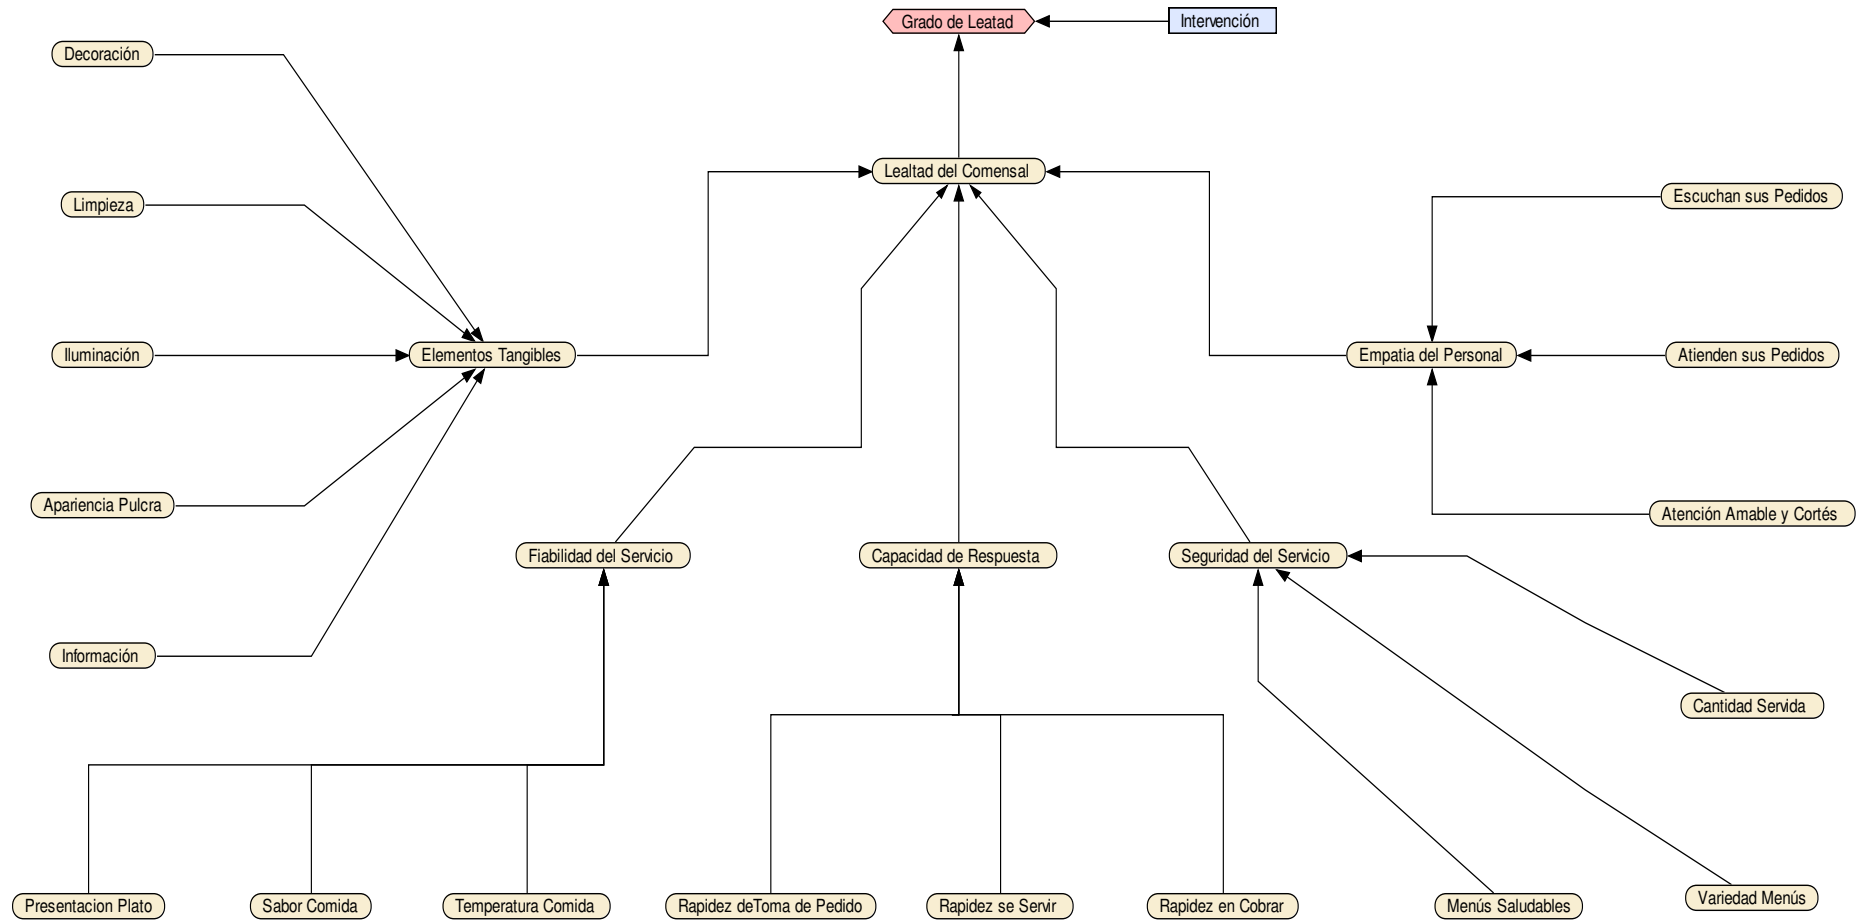 Grado de Leatad
Intervención
Decoración
Lealtad del Comensal
Limpieza
Escuchan sus Pedidos
Iluminación
Elementos Tangibles
Empatia del Personal
Atienden sus Pedidos
Apariencia Pulcra
Atención Amable y Cortés
Fiabilidad del Servicio
Capacidad de Respuesta
Seguridad del Servicio
Información
Cantidad Servida
Presentacion Plato
Sabor Comida
Temperatura Comida
Rapidez deToma de Pedido
Rapidez se Servir
Rapidez en Cobrar
Menús Saludables
Variedad Menús